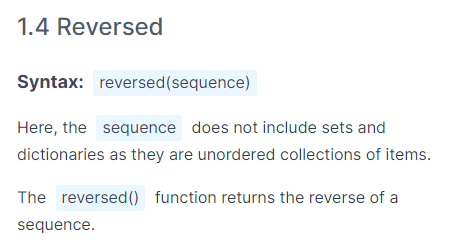 1.4 Reversed
Syntax: reversed(sequence)
Here, the sequence does not include sets and
dictionaries as they are unordered collections of items.
The reversed() function returns the reverse of a
sequence.